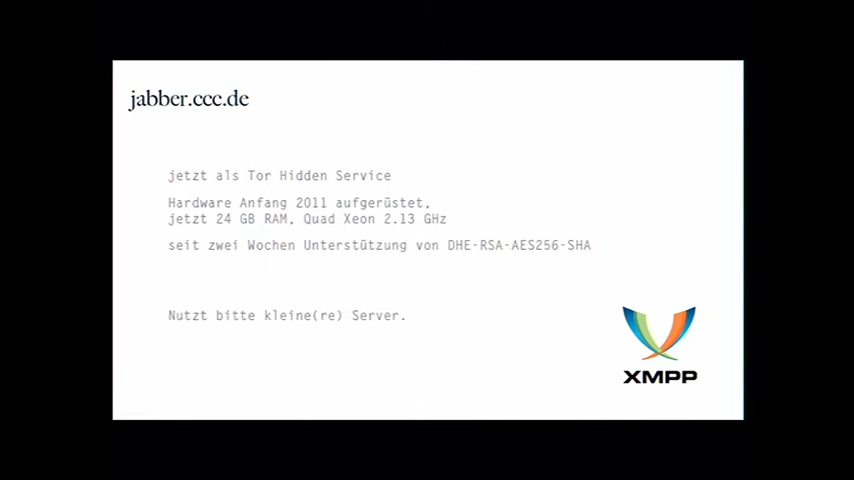 jabber.ccc.de
jetzt als Tor Hidden Service
Hardware Anfang 2011 aufgerüstet,
jetzt 24 GB RAM, Quad Xeon 2.13 GHz
seit zwei Wochen Unterstützung von DHE-RSA-AES256-SHA
Nutzt bitte kleine(re) Server.
XMPP